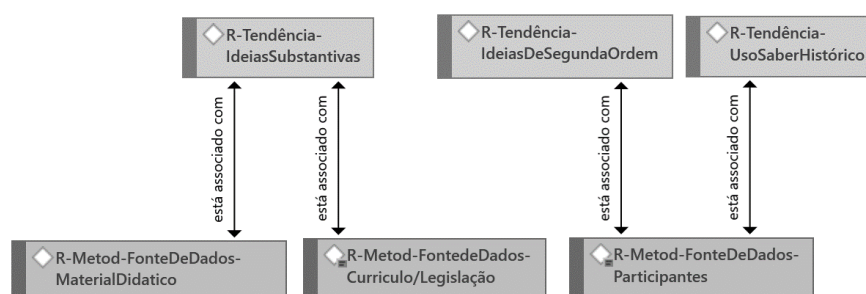 R-Tendência-
IdeiasSubstantivas
R-Tendência-
IdeiasDeSegundaOrdem
R-Tendência-
UsoSaberHistórico
está associado com
está associado com
está associado com
está associado com
R-Metod-FonteDeDados-
MaterialDidatico
R-Metod-FontedeDados-
Curriculo/Legislação
R-Metod-FonteDeDados-
Participantes